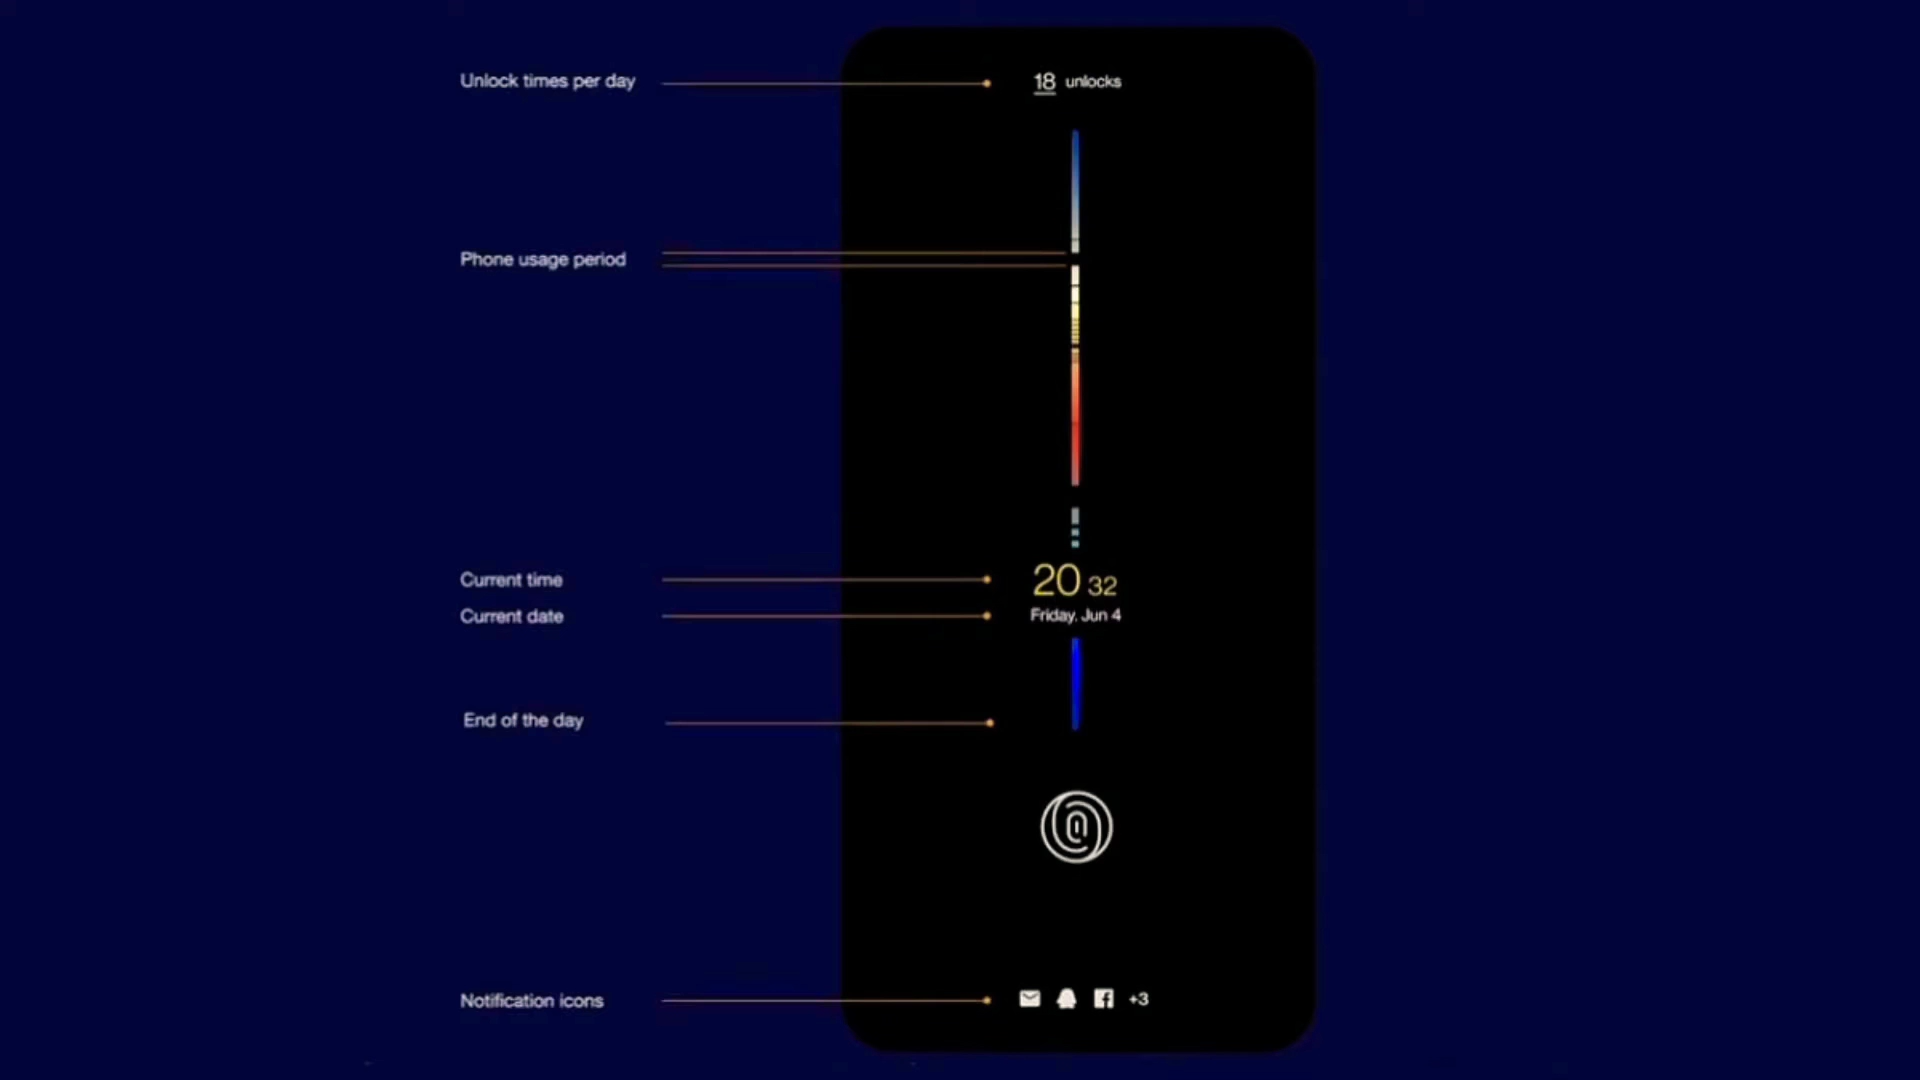 Unlock times per day
18 unlocks
Phone usage period
Current time
20 32
Current date
Friday, Jun 4
End of the day
Notification icons
+3